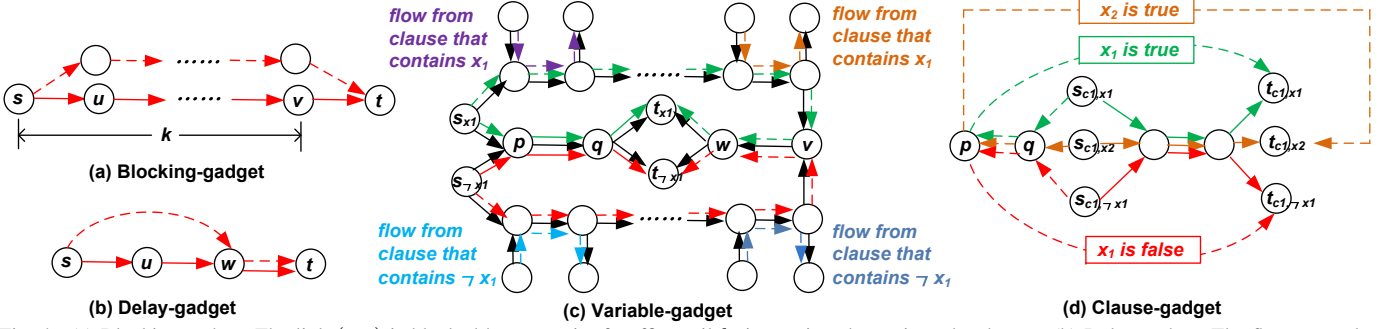 s
u
......
......
v
t
k
(a) Blocking-gadget
s
u
w
t
(b) Delay-gadget
flow from
clause that
contains x1
flow from
clause that
contains x1
......
sx1
p
q
tx1
w
v
t¬x1
s¬x1
......
flow from
clause that
contains ¬ x1
flow from
clause that
contains ¬ x1
(c) Variable-gadget
x2 is true
x1 is true
sc1,x1
tc1,x1
p
q
sc1,x2
tc1,x2
sc1,¬x1
tc1,¬x1
x1 is false
(d) Clause-gadget